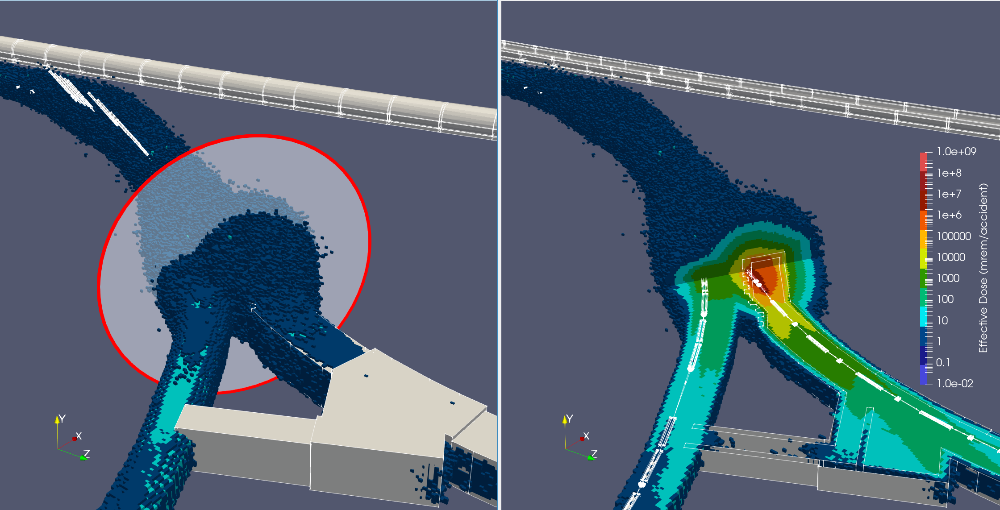 Y
X
Z
1.0e+09
1e+8
1e+7
1e+6
100000
10000
1000
100
10
1
0.1
1.0e-02
Effective Dose (mrem/accident)
Y
X
Z